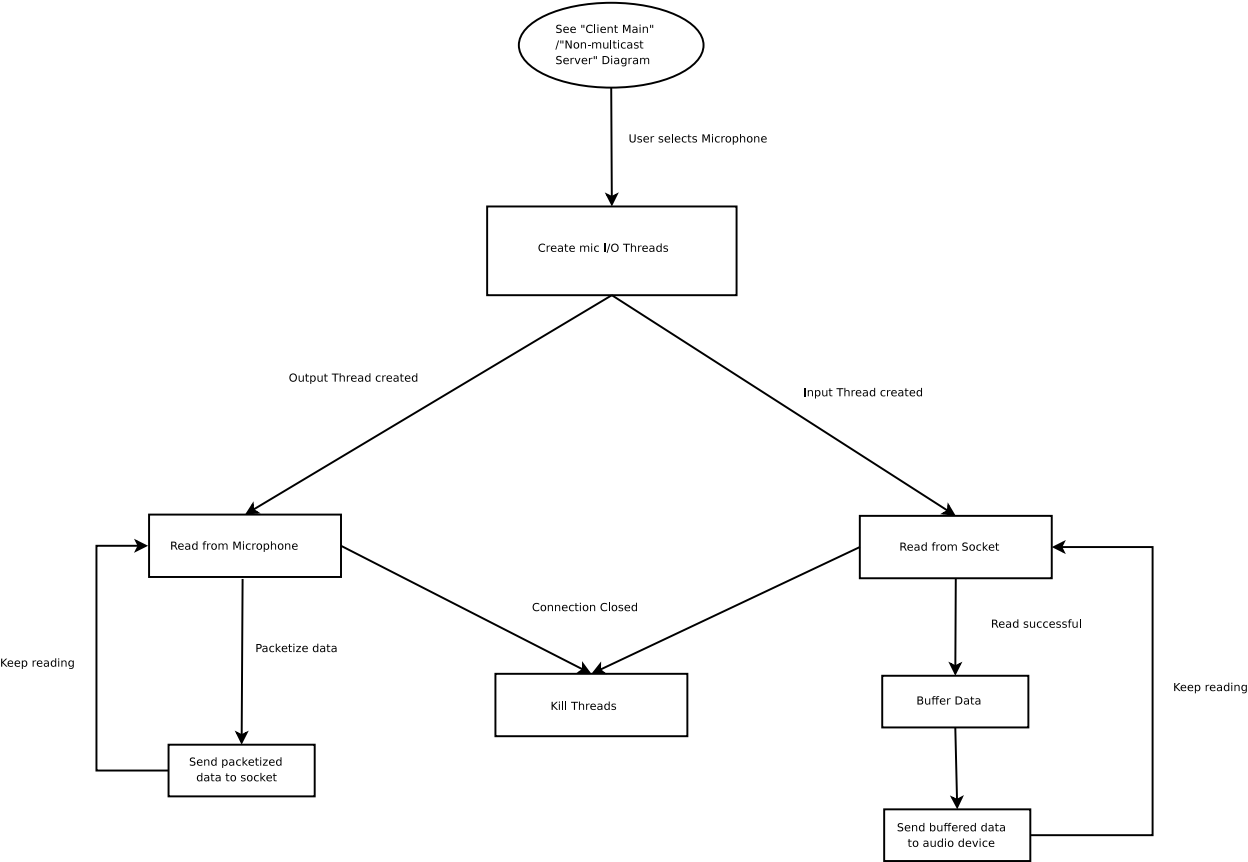 See "Client Main"
/"Non-multicast
Server" Diagram
User selects Microphone
Create mic I/O Threads
Output Thread created
Input Thread created
Read from Microphone
Read from Socket
Connection Closed
Read successful
Packetize data
Keep reading
Keep reading
Kill Threads
Buffer Data
Send packetized
data to socket
Send buffered data
to audio device